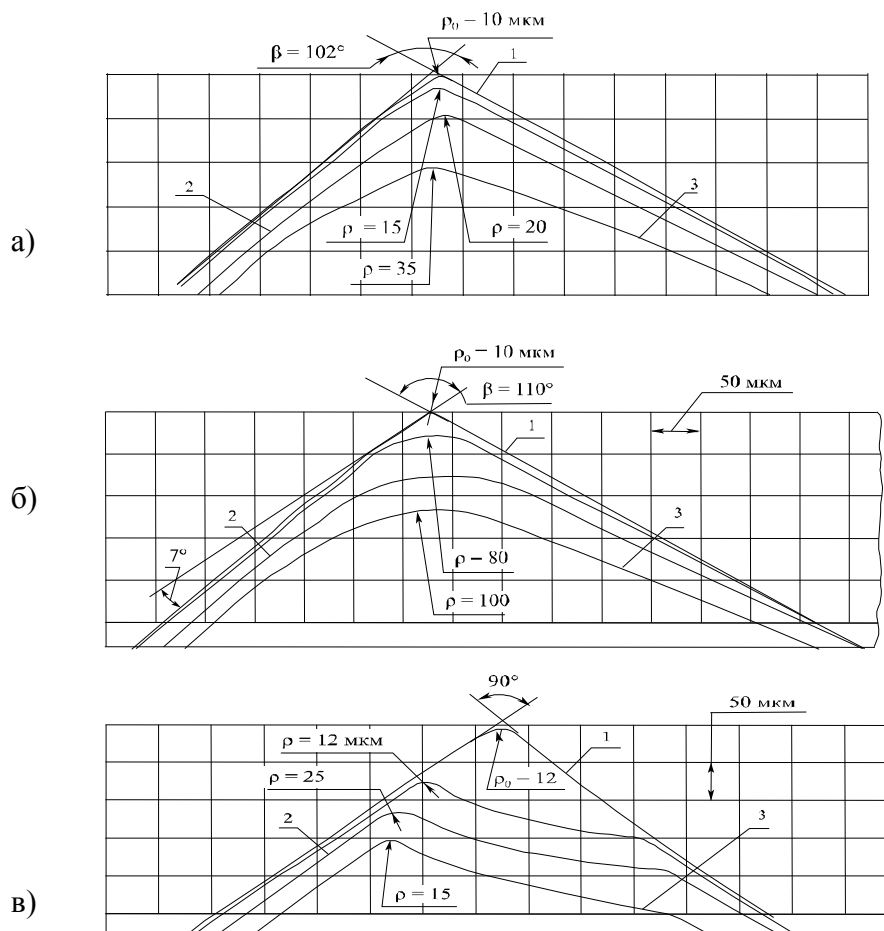 ρ₀ – 10 мкм
β = 102°
1
2
3
ρ = 15
ρ = 20
ρ = 35
а)
ρ₀ – 10 мкм
β = 110°
50 мкм
1
2
3
7°
ρ – 80
ρ = 100
б)
90°
50 мкм
ρ = 12 мкм
1
ρ = 25
ρ₀ – 12
2
3
ρ = 15
в)